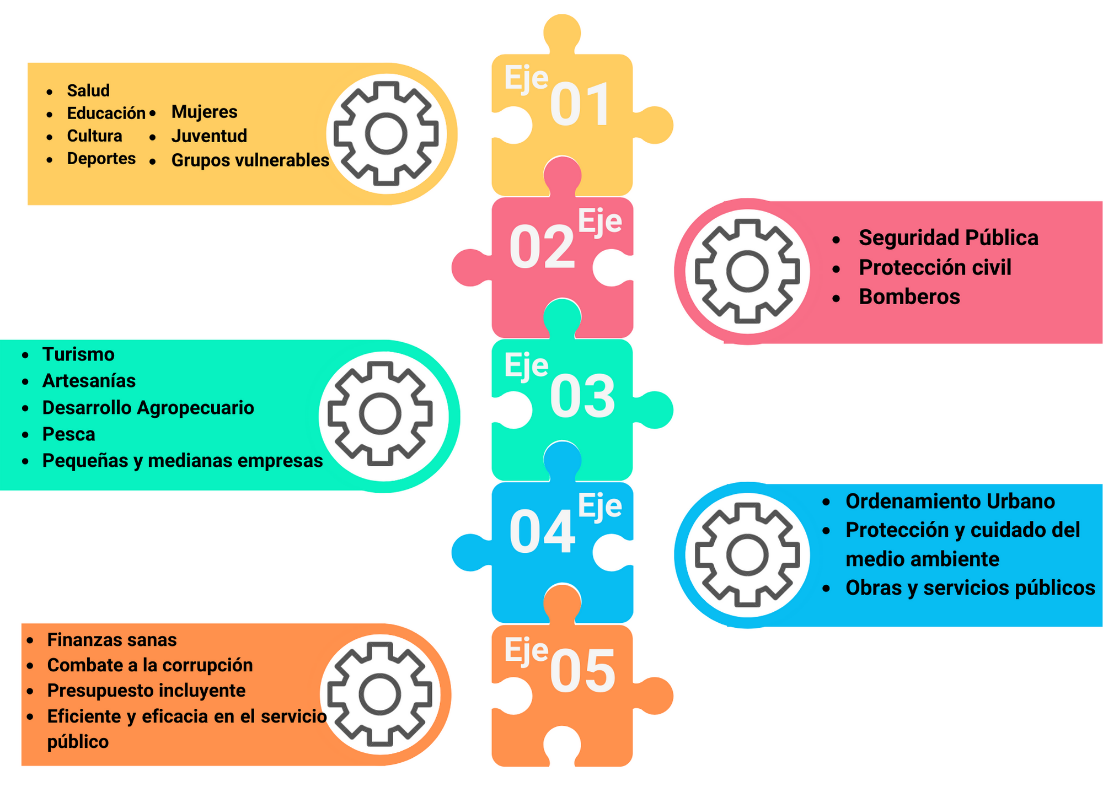 Eje 01
• Salud
• Educación
• Cultura
• Deportes
• Mujeres
• Juventud
• Grupos vulnerables
02 Eje
• Seguridad Pública
• Protección civil
• Bomberos
Eje 03
• Turismo
• Artesanías
• Desarrollo Agropecuario
• Pesca
• Pequeñas y medianas empresas
04 Eje
• Ordenamiento Urbano
• Protección y cuidado del
medio ambiente
• Obras y servicios públicos
Eje 05
• Finanzas sanas
• Combate a la corrupción
• Presupuesto incluyente
• Eficiente y eficacia en el servicio
público